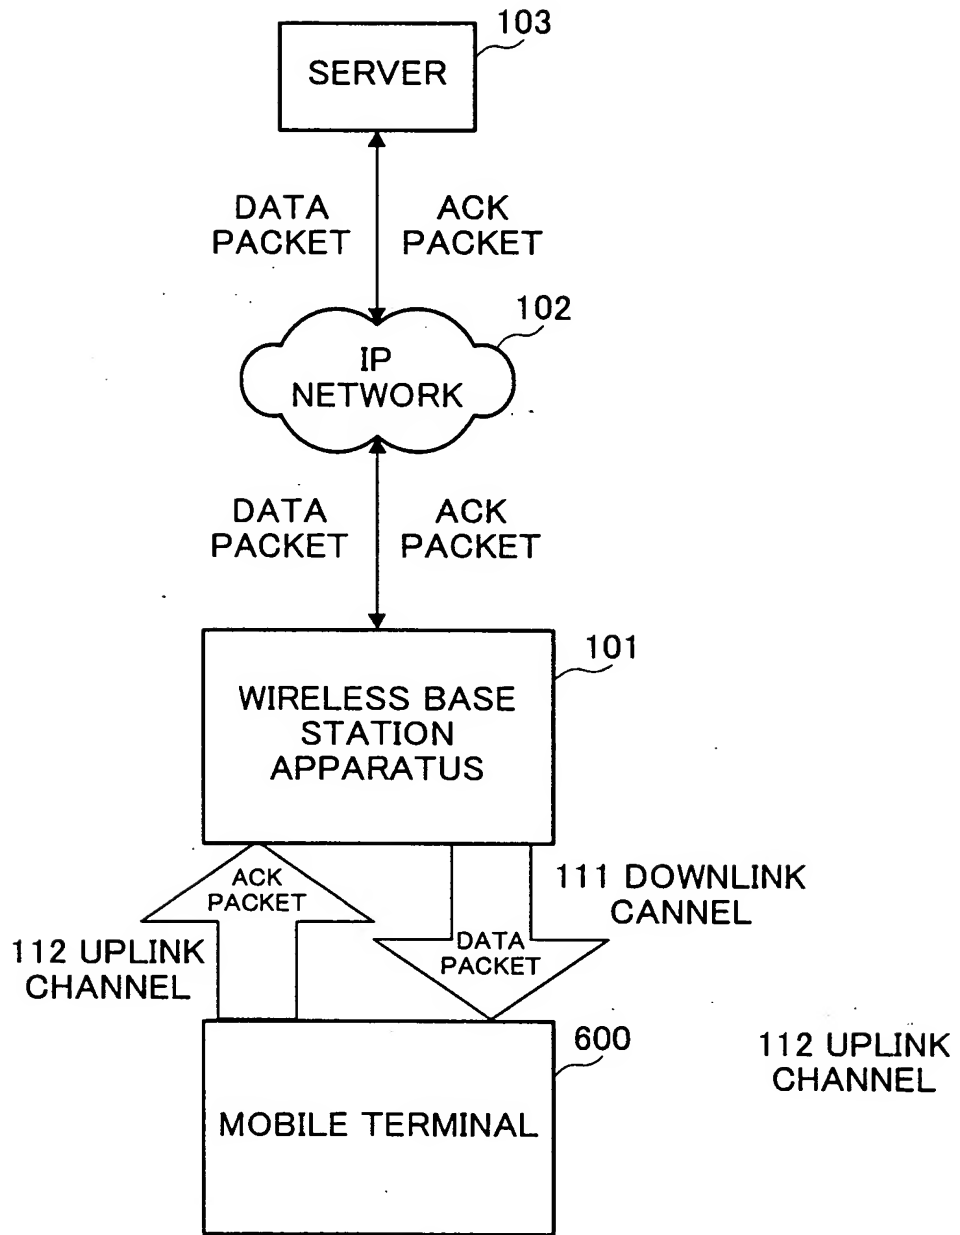 103
SERVER
DATA
PACKET
ACK
PACKET
102
IP
NETWORK
DATA
PACKET
ACK
PACKET
101
WIRELESS BASE
STATION
APPARATUS
ACK
PACKET
111 DOWNLINK
CANNEL
112 UPLINK
CHANNEL
DATA
PACKET
600
112 UPLINK
CHANNEL
MOBILE TERMINAL